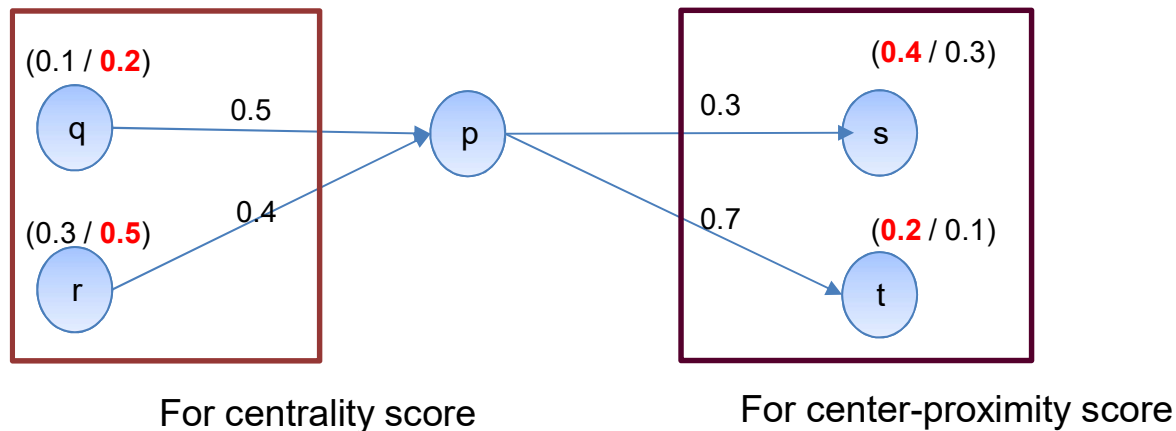 (0.1 / 0.2)
(0.4 / 0.3)
q
0.5
p
0.3
s
(0.3 / 0.5)
0.4
0.7
(0.2 / 0.1)
r
t
For centrality score
For center-proximity score